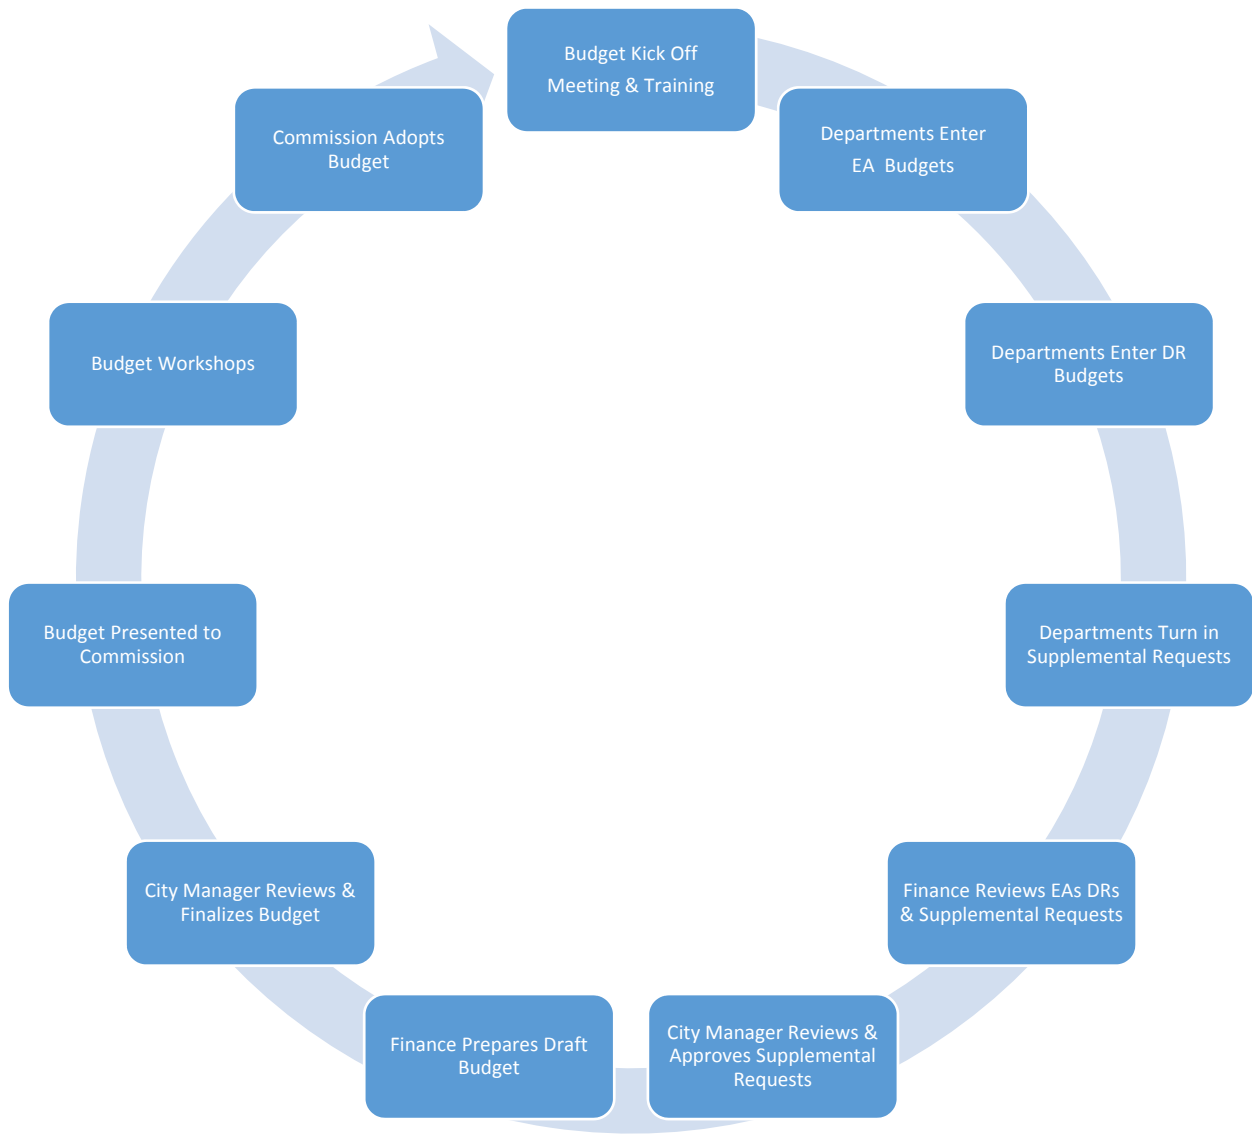 Budget Kick Off
Meeting & Training
Departments Enter
EA  Budgets
Departments Enter DR
Budgets
Departments Turn in
Supplemental Requests
Finance Reviews EAs DRs
& Supplemental Requests
City Manager Reviews &
Approves Supplemental
Requests
Finance Prepares Draft
Budget
City Manager Reviews &
Finalizes Budget
Budget Presented to
Commission
Budget Workshops
Commission Adopts
Budget